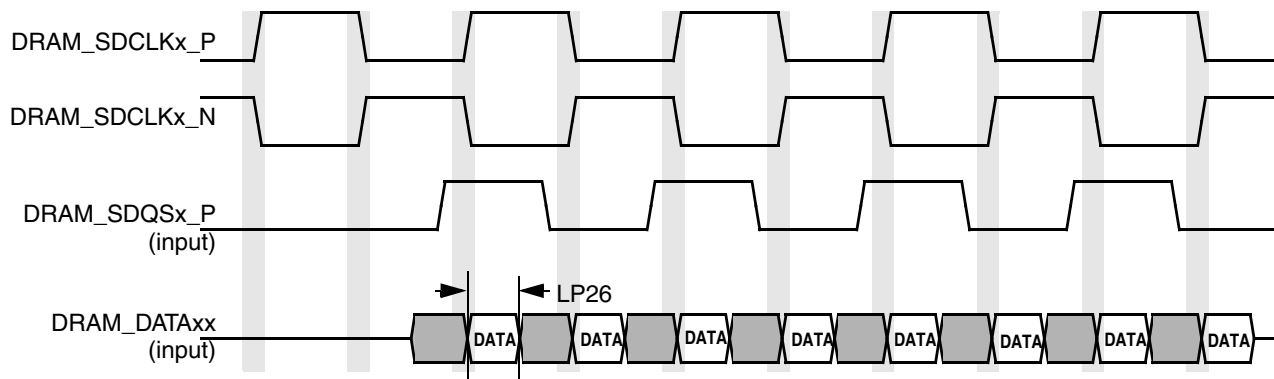 DRAM_SDCLKx_P
DRAM_SDCLKx_N
DRAM_SDQSx_P
(input)
LP26
DRAM_DATAxx
(input)
DATA DATA DATA DATA DATA DATA DATA DATA